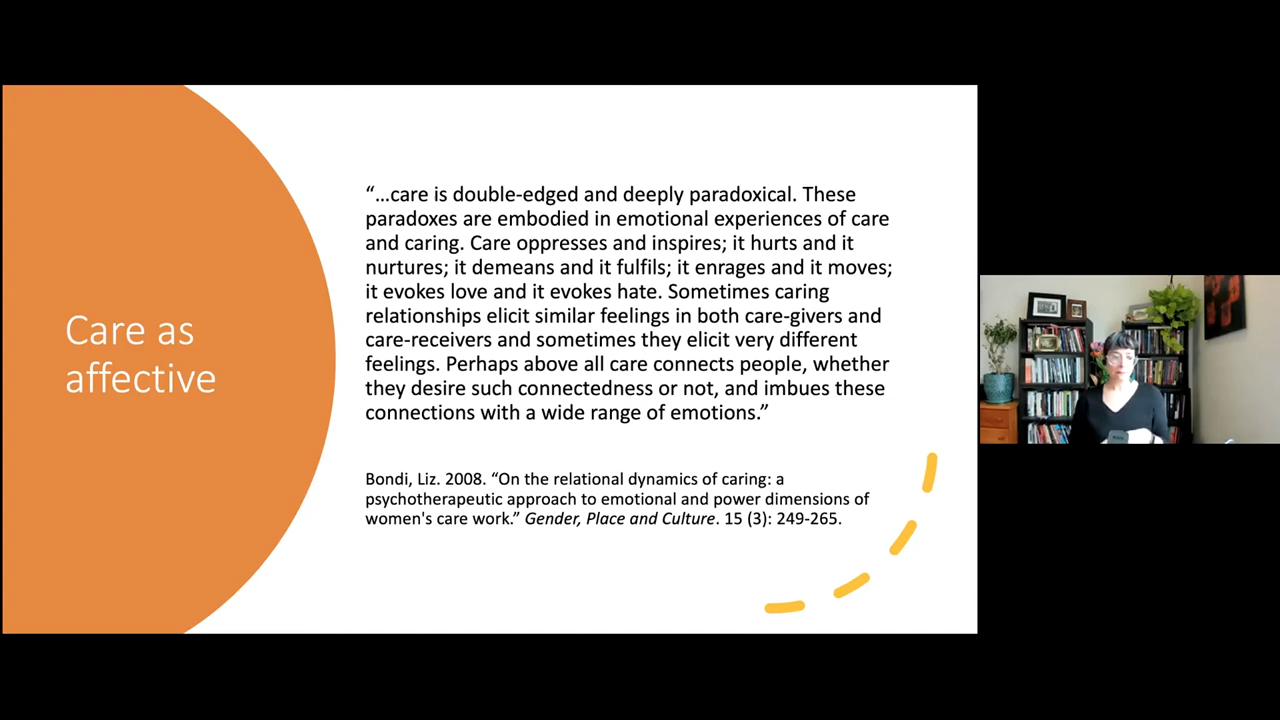 Care as
affective
“…care is double-edged and deeply paradoxical. These
paradoxes are embodied in emotional experiences of care
and caring. Care oppresses and inspires; it hurts and it
nurtures; it demeans and it fulfils; it enrages and it moves;
it evokes love and it evokes hate. Sometimes caring
relationships elicit similar feelings in both care-givers and
care-receivers and sometimes they elicit very different
feelings. Perhaps above all care connects people, whether
they desire such connectedness or not, and imbues these
connections with a wide range of emotions.”
Bondi, Liz. 2008. “On the relational dynamics of caring: a
psychotherapeutic approach to emotional and power dimensions of
women's care work.” Gender, Place and Culture. 15 (3): 249-265.